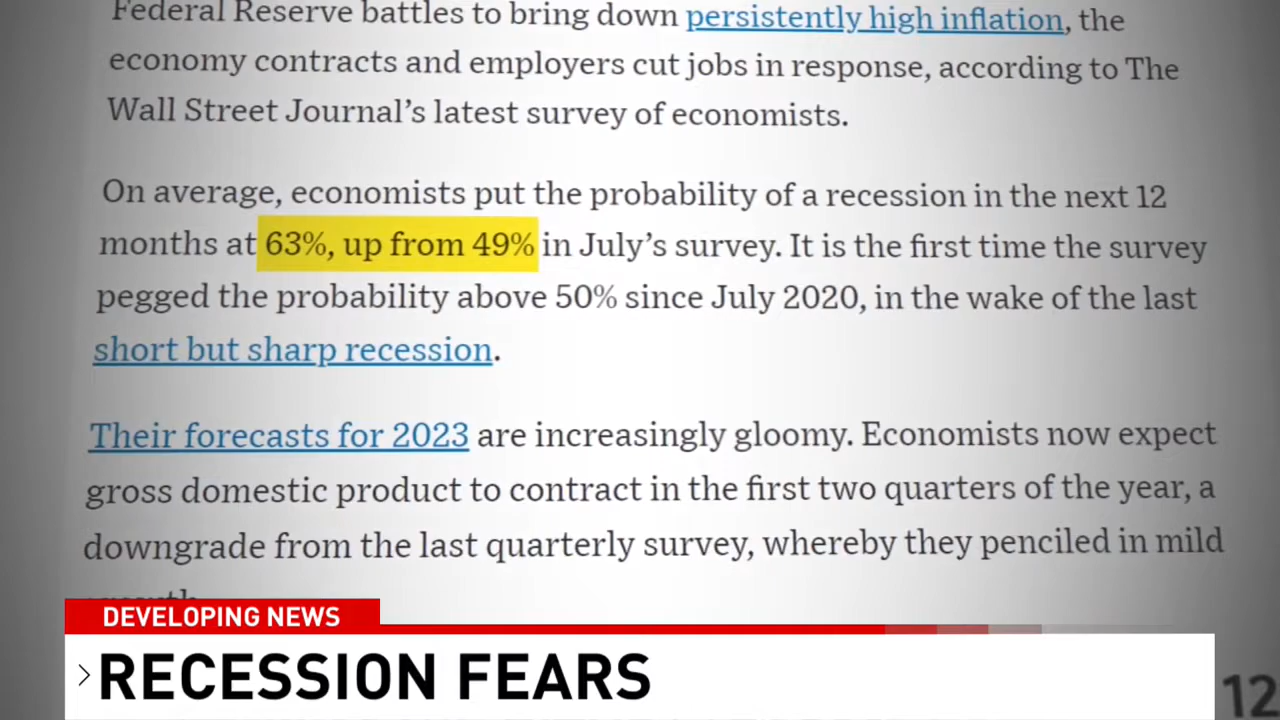 Federal Reserve battles to bring down persistently high inflation, the
economy contracts and employers cut jobs in response, according to The
Wall Street Journal's latest survey of economists.
On average, economists put the probability of a recession in the next 12
months at 63%, up from 49% in July's survey. It is the first time the survey
pegged the probability above 50% since July 2020, in the wake of the last
short but sharp recession.
Their forecasts for 2023 are increasingly gloomy. Economists now expect
gross domestic product to contract in the first two quarters of the year, a
downgrade from the last quarterly survey, whereby they penciled in mild
DEVELOPING NEWS
RECESSION FEARS
12